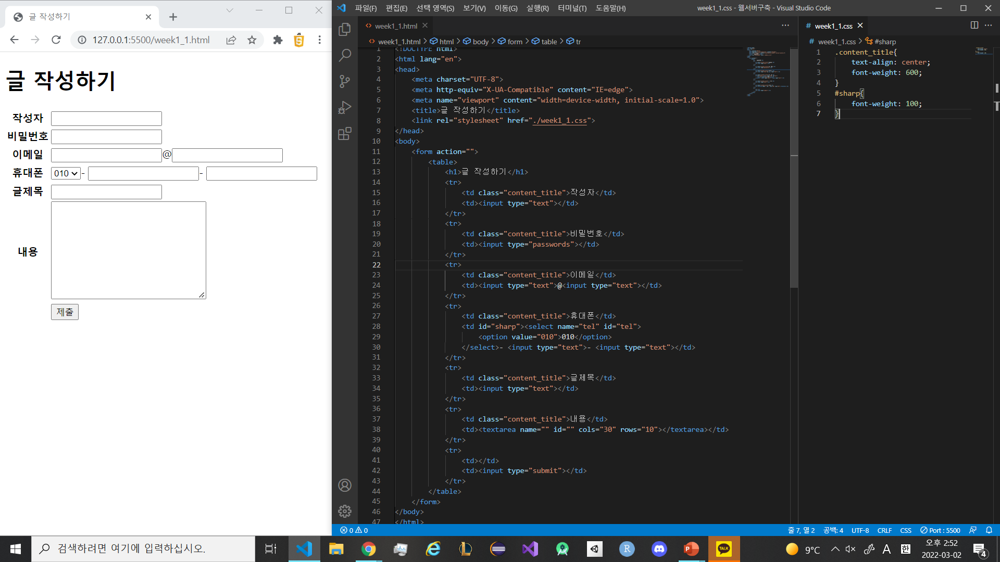 글 작성하기
127.0.0.1:5500/week1_1.html
글 작성하기
작성자
비밀번호
이메일 @
휴대폰 010 - -
글제목
내용
제출
파일(F) 편집(E) 선택 영역(S) 보기(V) 이동(G) 실행(R) 터미널(T) 도움말(H)
week1_1.css - 웹서버구축 - Visual Studio Code
week1_1.html
week1_1.html > html > body > form > table > tr
1 <!DOCTYPE html>
2 <html lang="en">
3 <head>
4 <meta charset="UTF-8">
5 <meta http-equiv="X-UA-Compatible" content="IE=edge">
6 <meta name="viewport" content="width=device-width, initial-scale=1.0">
7 <title>글 작성하기</title>
8 <link rel="stylesheet" href="./week1_1.css">
9 </head>
10 <body>
11 <form action="">
12 <table>
13 <h1>글 작성하기</h1>
14 <tr>
15 <td class="content_title">작성자</td>
16 <td><input type="text"></td>
17 </tr>
18 <tr>
19 <td class="content_title">비밀번호</td>
20 <td><input type="passwords"></td>
21 </tr>
22 <tr>
23 <td class="content_title">이메일</td>
24 <td><input type="text">@<input type="text"></td>
25 </tr>
26 <tr>
27 <td class="content_title">휴대폰</td>
28 <td id="sharp"><select name="tel" id="tel">
29 <option value="010">010</option>
30 </select>- <input type="text">- <input type="text"></td>
31 </tr>
32 <tr>
33 <td class="content_title">글제목</td>
34 <td><input type="text"></td>
35 </tr>
36 <tr>
37 <td class="content_title">내용</td>
38 <td><textarea name="" id="" cols="30" rows="10"></textarea></td>
39 </tr>
40 <tr>
41 <td></td>
42 <td><input type="submit"></td>
43 </tr>
44 </table>
45 </form>
46 </body>
47 </html>
# week1_1.css
# week1_1.css > #sharp
1 .content_title{
2 text-align: center;
3 font-weight: 600;
4 }
5 #sharp{
6 font-weight: 100;
7 }
0 0
줄 7, 열 2 공백: 4 UTF-8 CRLF CSS Port : 5500
검색하려면 여기에 입력하십시오.
9°C
A 한
오후 2:52
2022-03-02
4
JS
5
R
P
TALK